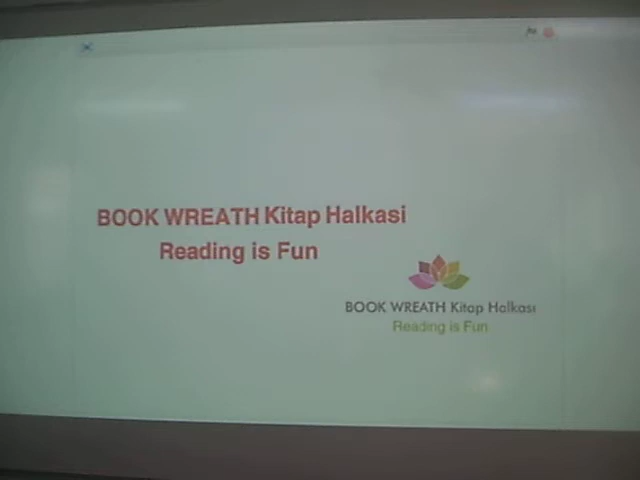 BOOK WREATH Kitap Halkasi
Reading is Fun
BOOK WREATH Kitap Halkası
Reading is Fun